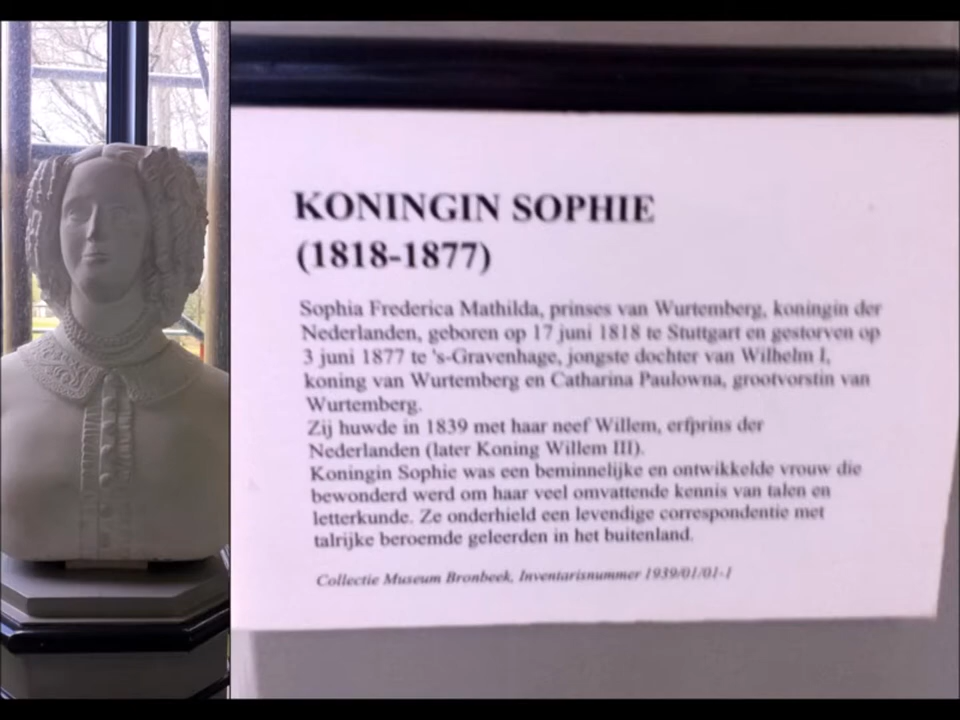 KONINGIN SOPHIE
(1818-1877)
Sophia Frederica Mathilda, prinses van Wurtemberg, koningin der
Nederlanden, geboren op 17 juni 1818 te Stuttgart en gestorven op
3 juni 1877 te 's-Gravenhage, jongste dochter van Wilhelm I,
koning van Wurtemberg en Catharina Paulowna, grootvorstin van
Wurtemberg.
Zij huwde in 1839 met haar neef Willem, erfprins der
Nederlanden (later Koning Willem III).
Koningin Sophie was een beminnelijke en ontwikkelde vrouw die
bewonderd werd om haar veel omvattende kennis van talen en
letterkunde. Ze onderhield een levendige correspondentie met
talrijke beroemde geleerden in het buitenland.
Collectie Museum Bronbeek, Inventarisnummer 1939/01/01-1